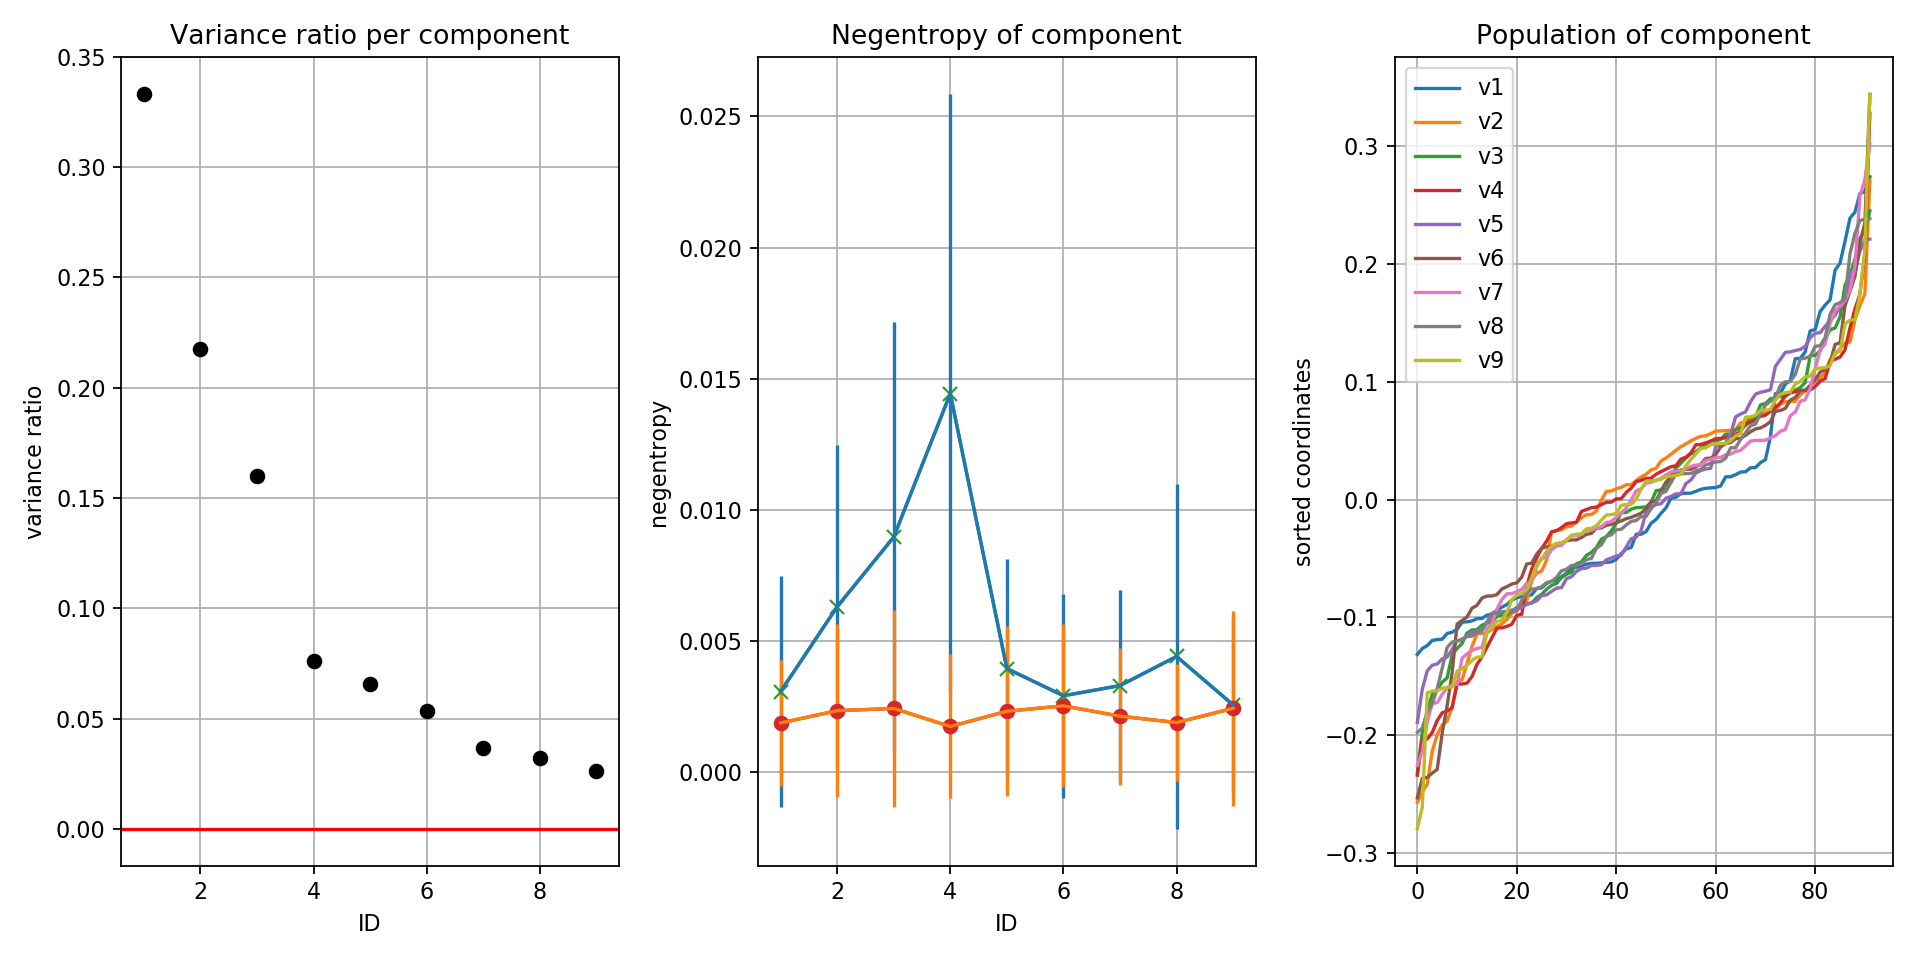 Variance ratio per component
0.35
0.30
0.25
0.20
0.15
0.10
0.05
0.00
variance ratio
2 4 6 8
ID
Negentropy of component
0.025
0.020
0.015
0.010
0.005
0.000
negentropy
2 4 6 8
ID
Population of component
v1
v2
v3
v4
v5
v6
v7
v8
v9
0.3
0.2
0.1
0.0
−0.1
−0.2
−0.3
sorted coordinates
0 20 40 60 80